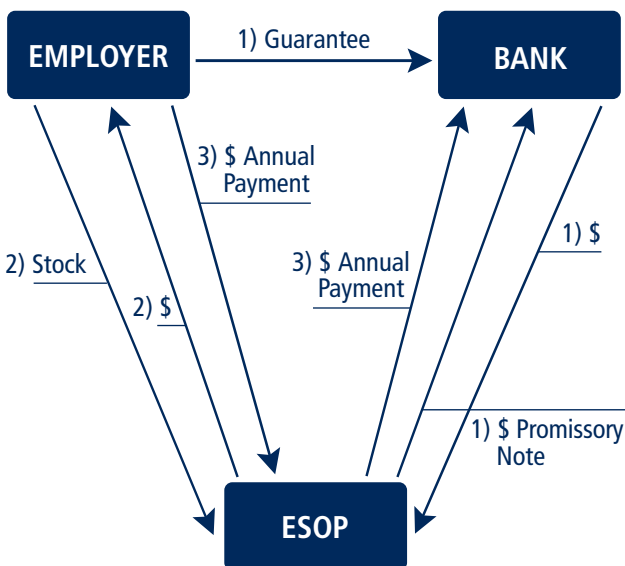 EMPLOYER
1) Guarantee
BANK
3) $ Annual
Payment
2) Stock
2) $
3) $ Annual
Payment
1) $
1) $ Promissory
Note
ESOP